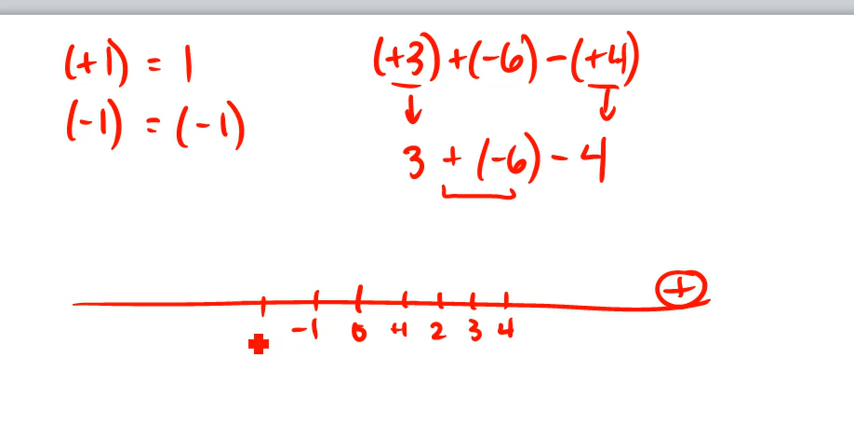 (+1) = 1
(-1) = (-1)
(+3)+(-6)-(+4)
3 + (-6) - 4
+
-1 0 +1 2 3 4